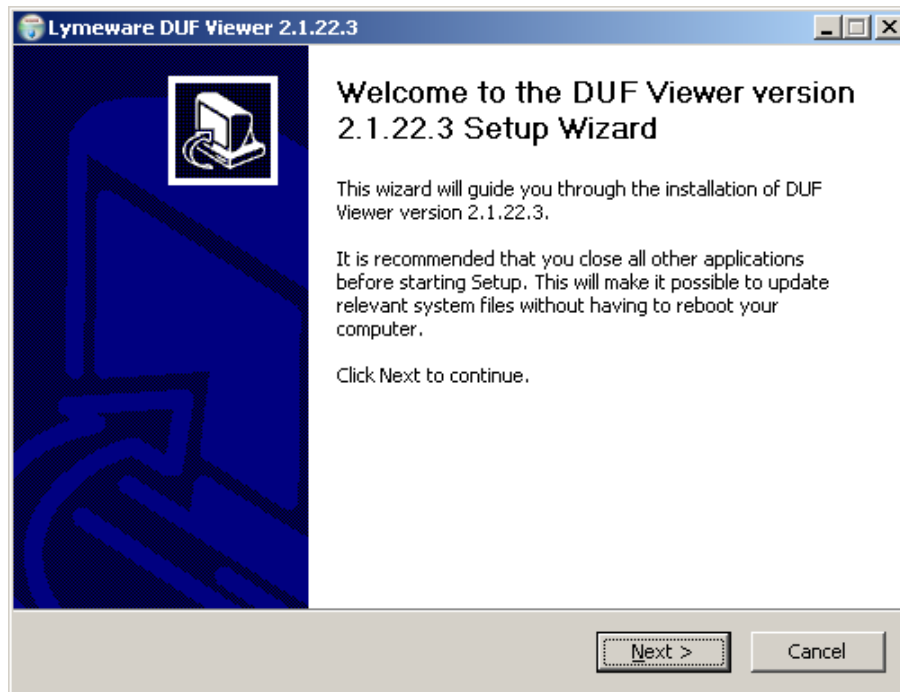 Lymeware DUF Viewer 2.1.22.3
Welcome to the DUF Viewer version
2.1.22.3 Setup Wizard
This wizard will guide you through the installation of DUF
Viewer version 2.1.22.3.
It is recommended that you close all other applications
before starting Setup. This will make it possible to update
relevant system files without having to reboot your
computer.
Click Next to continue.
Next >
Cancel